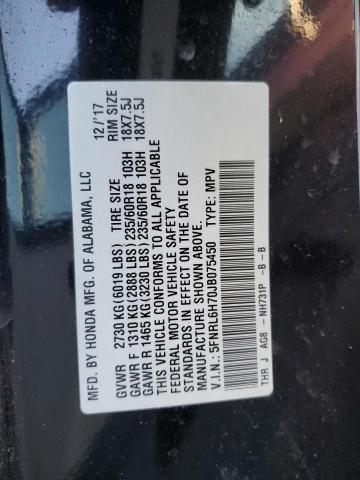 MFG. BY HONDA MFG. OF ALABAMA, LLC 12/'17
GVWR 2730 KG(6019 LBS) TIRE SIZE RIM SIZE
GAWR F 1310 KG(2888 LBS)235/60R18 103H 18X7.5J
GAWR R 1465 KG(3230 LBS)235/60R18 103H 18X7.5J
THIS VEHICLE CONFORMS TO ALL APPLICABLE
FEDERAL MOTOR VEHICLE SAFETY
STANDARDS IN EFFECT ON THE DATE OF
MANUFACTURE SHOWN ABOVE.
V.I.N.: 5FNRL6H70JB075450 TYPE: MPV
THR J AG8 - NH731P -B - B